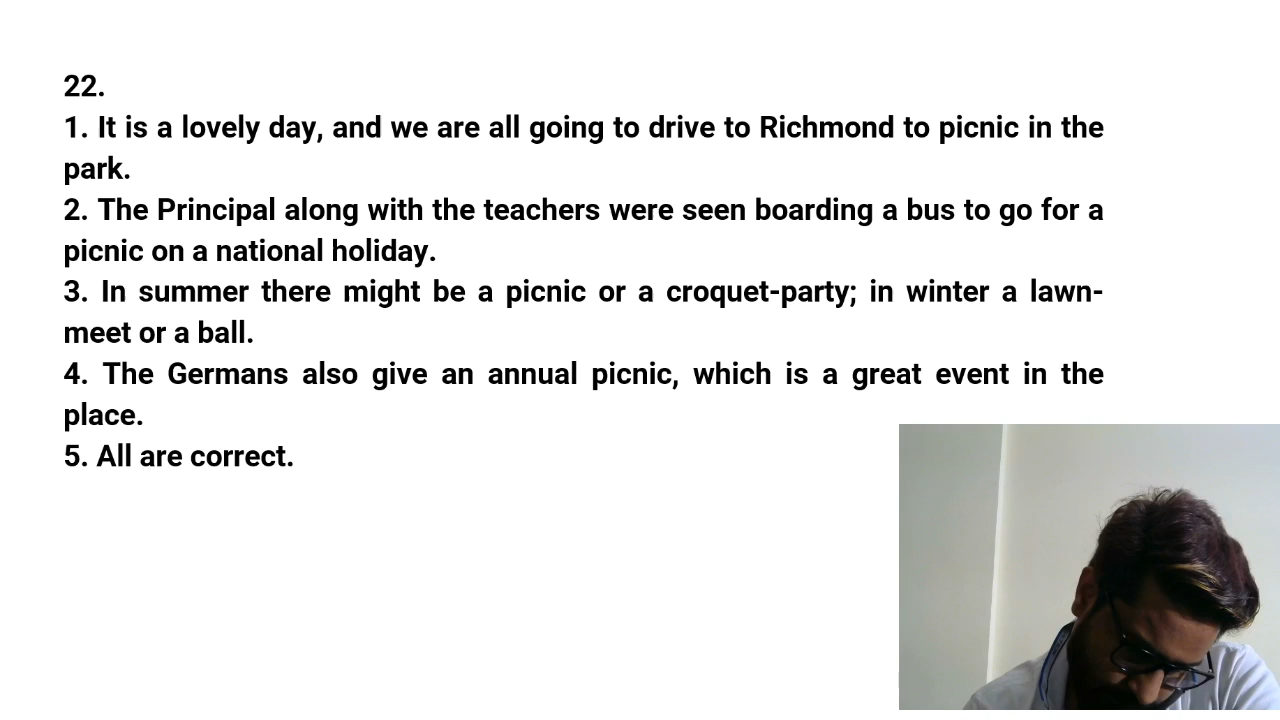 22.
1. It is a lovely day, and we are all going to drive to Richmond to picnic in the
park.
2. The Principal along with the teachers were seen boarding a bus to go for a
picnic on a national holiday.
3. In summer there might be a picnic or a croquet-party; in winter a lawn-
meet or a ball.
4. The Germans also give an annual picnic, which is a great event in the
place.
5. All are correct.